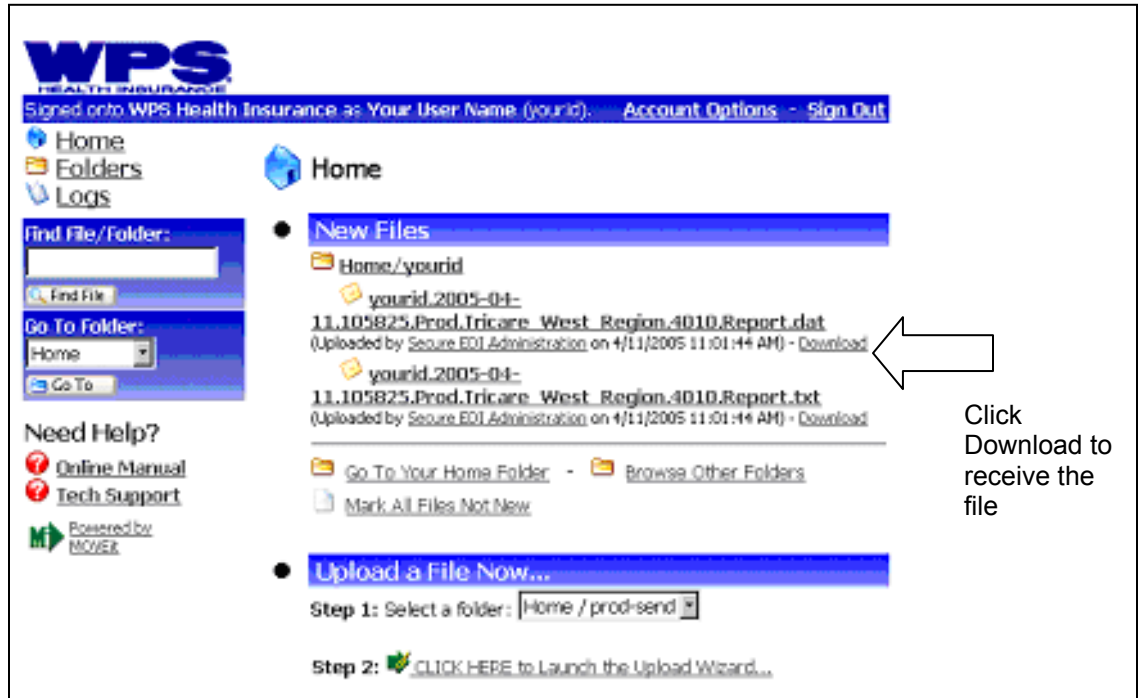 WPS
HEALTH INSURANCE
Signed onto WPS Health Insurance as Your User Name (yourid). Account Options - Sign Out
Home
Folders
Logs
Find File/Folder:
Find File
Go To Folder:
Home
Go To
Need Help?
Online Manual
Tech Support
Powered by
MOVEit
Home
New Files
Home/yourid
yourid.2005-04-
11.105825.Prod.Tricare_West_Region.4010.Report.dat
(Uploaded by Secure EDI Administration on 4/11/2005 11:01:44 AM) - Download
yourid.2005-04-
11.105825.Prod.Tricare_West_Region.4010.Report.txt
(Uploaded by Secure EDI Administration on 4/11/2005 11:01:44 AM) - Download
Go To Your Home Folder - Browse Other Folders
Mark All Files Not New
Upload a File Now...
Step 1: Select a folder: Home / prod-send
Step 2: CLICK HERE to Launch the Upload Wizard...
Click
Download to
receive the
file